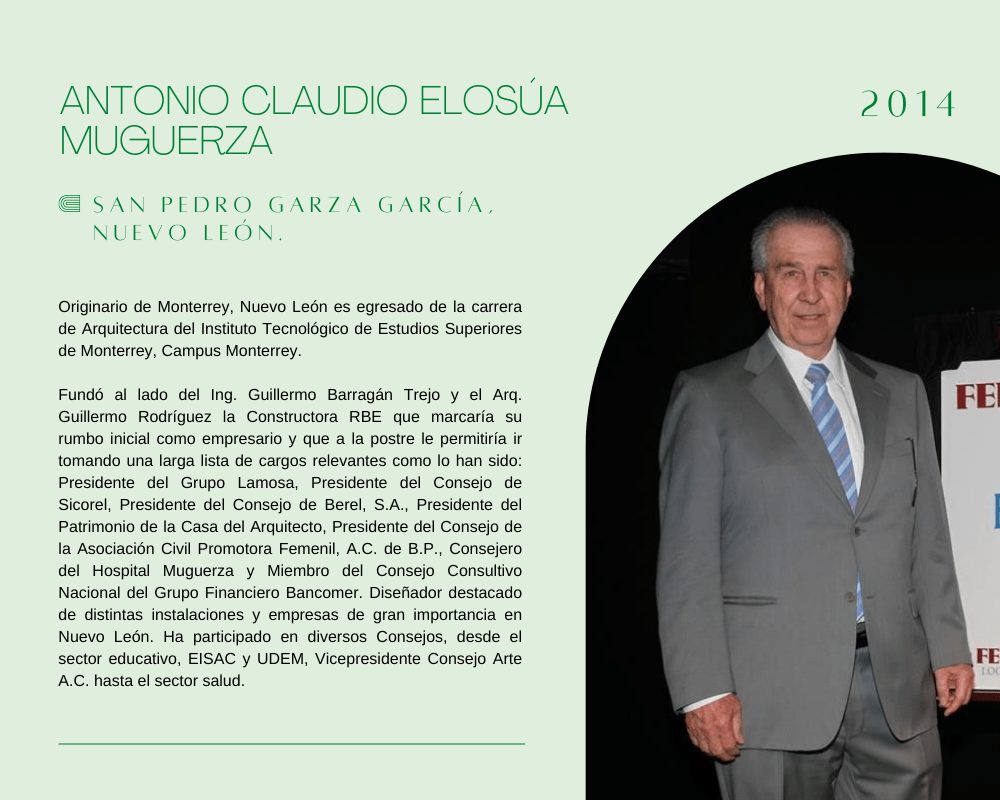 ANTONIO CLAUDIO ELOSÚA
MUGUERZA
2014
SAN PEDRO GARZA GARCÍA,
NUEVO LEÓN.
Originario de Monterrey, Nuevo León es egresado de la carrera
de Arquitectura del Instituto Tecnológico de Estudios Superiores
de Monterrey, Campus Monterrey.
Fundó al lado del Ing. Guillermo Barragán Trejo y el Arq.
Guillermo Rodríguez la Constructora RBE que marcaría su
rumbo inicial como empresario y que a la postre le permitiría ir
tomando una larga lista de cargos relevantes como lo han sido:
Presidente del Grupo Lamosa, Presidente del Consejo de
Sicorel, Presidente del Consejo de Berel, S.A., Presidente del
Patrimonio de la Casa del Arquitecto, Presidente del Consejo de
la Asociación Civil Promotora Femenil, A.C. de B.P., Consejero
del Hospital Muguerza y Miembro del Consejo Consultivo
Nacional del Grupo Financiero Bancomer. Diseñador destacado
de distintas instalaciones y empresas de gran importancia en
Nuevo León. Ha participado en diversos Consejos, desde el
sector educativo, EISAC y UDEM, Vicepresidente Consejo Arte
A.C. hasta el sector salud.